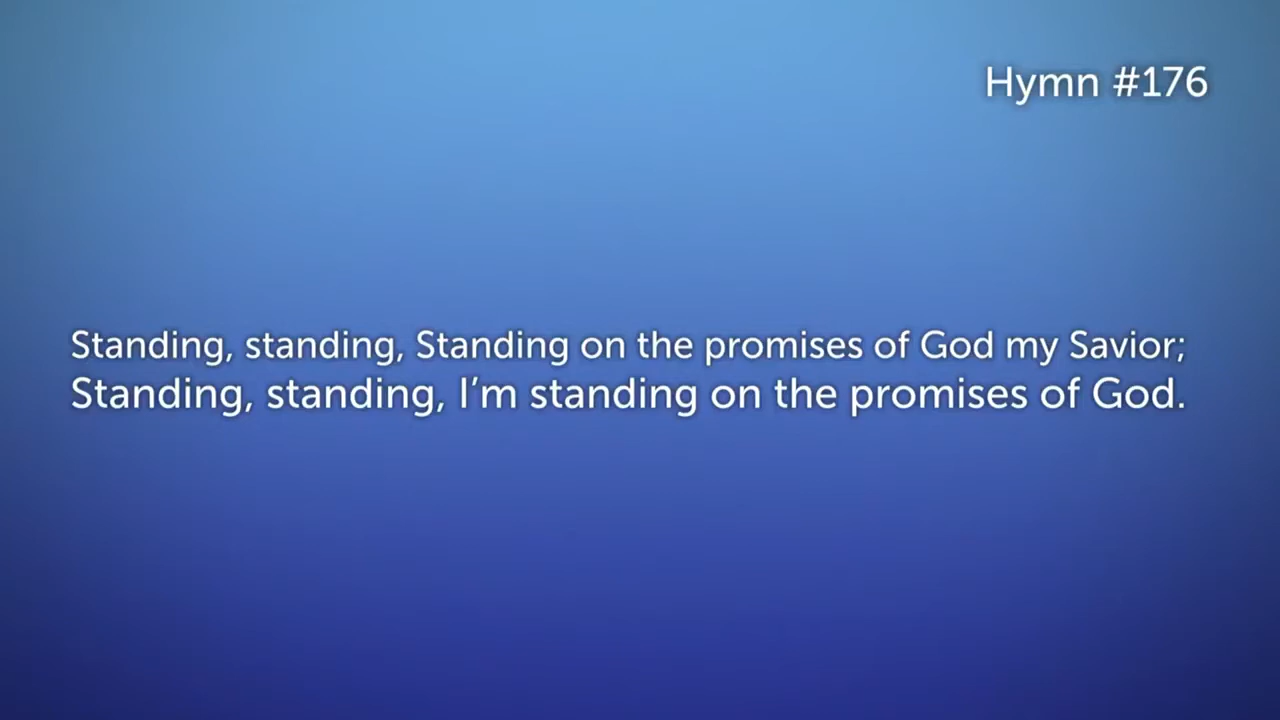 Hymn #176
Standing, standing, Standing on the promises of God my Savior;
Standing, standing, I’m standing on the promises of God.